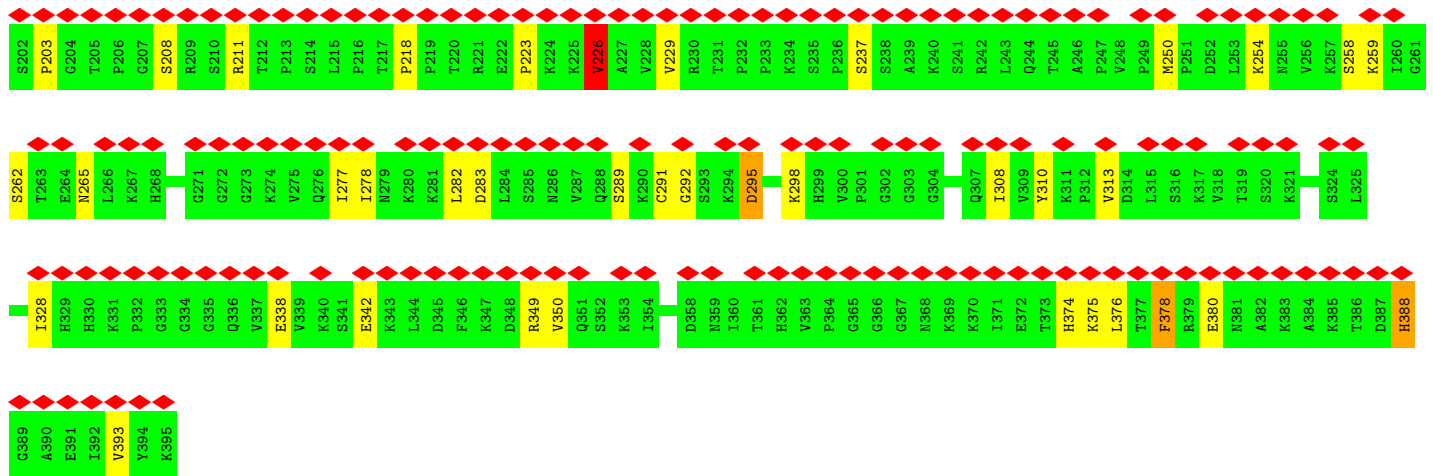 S202 P203 G204 T205 P206 G207 S208 R209 S210 R211 T212 P213 S214 L215 P216 T217 P218 P219 T220 R221 E222 P223 K224 K225 V226 A227 V228 V229 R230 T231 P232 P233 K234 S235 P236 S237 S238 A239 K240 S241 R242 L243 Q244 T245 A246 P247 V248 P249 M250 P251 D252 L253 K254 N255 V256 K257 S258 K259 I260 G261
S262 T263 E264 N265 L266 K267 H268 G271 G272 G273 K274 V275 Q276 I277 I278 N279 K280 K281 L282 D283 L284 S285 N286 V287 Q288 S289 K290 C291 G292 S293 K294 D295 K298 H299 V300 P301 G302 G303 G304 Q307 I308 V309 Y310 K311 P312 V313 D314 L315 S316 K317 V318 T319 S320 K321 S324 L325
I328 H329 H330 K331 P332 G333 G334 G335 Q336 V337 E338 V339 K340 S341 E342 K343 L344 D345 F346 K347 D348 R349 V350 Q351 S352 K353 I354 D358 N359 I360 T361 H362 V363 P364 G365 G366 G367 N368 K369 K370 I371 E372 T373 H374 K375 L376 T377 F378 R379 E380 N381 A382 K383 A384 K385 T386 D387 H388
G389 A390 E391 I392 V393 Y394 K395